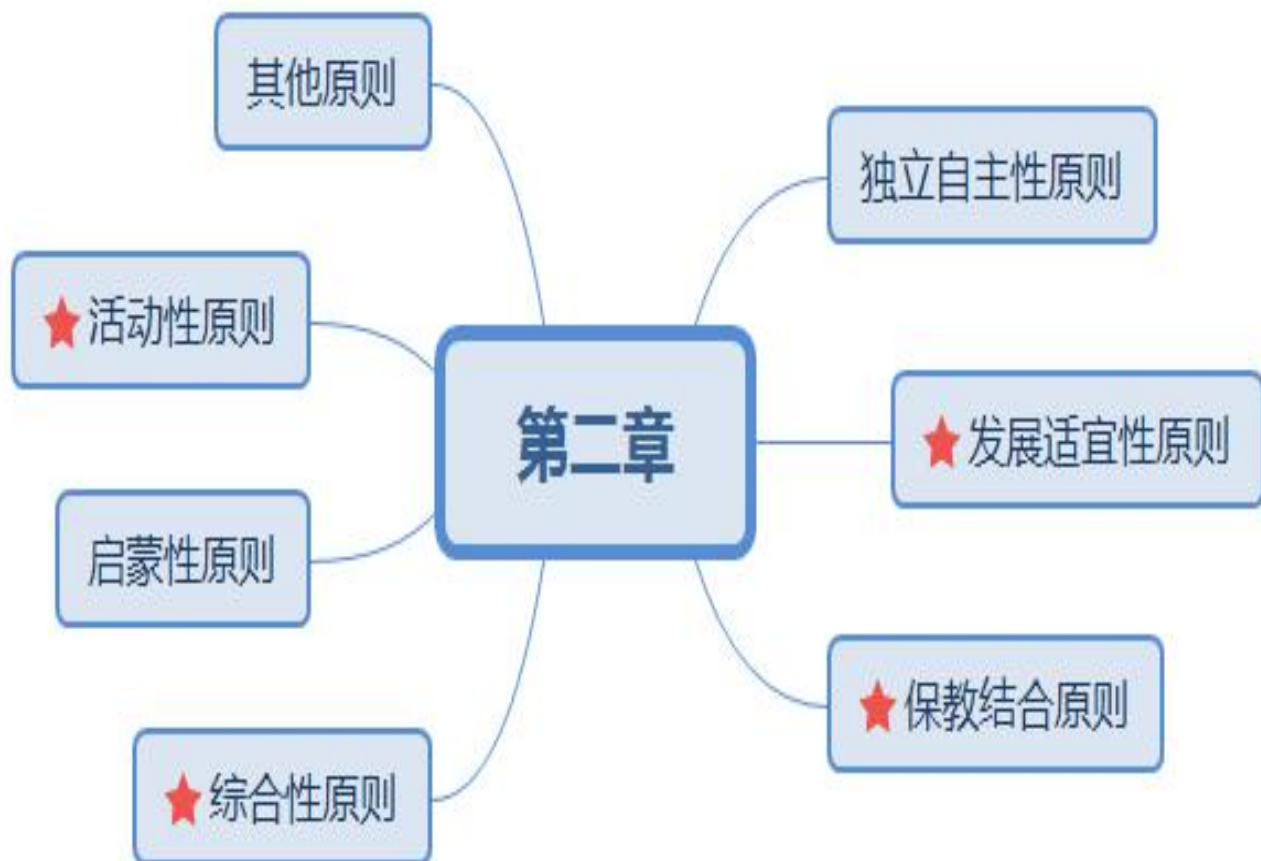 其他原则
独立自主性原则
活动性原则
第二章
发展适宜性原则
启蒙性原则
保教结合原则
综合性原则